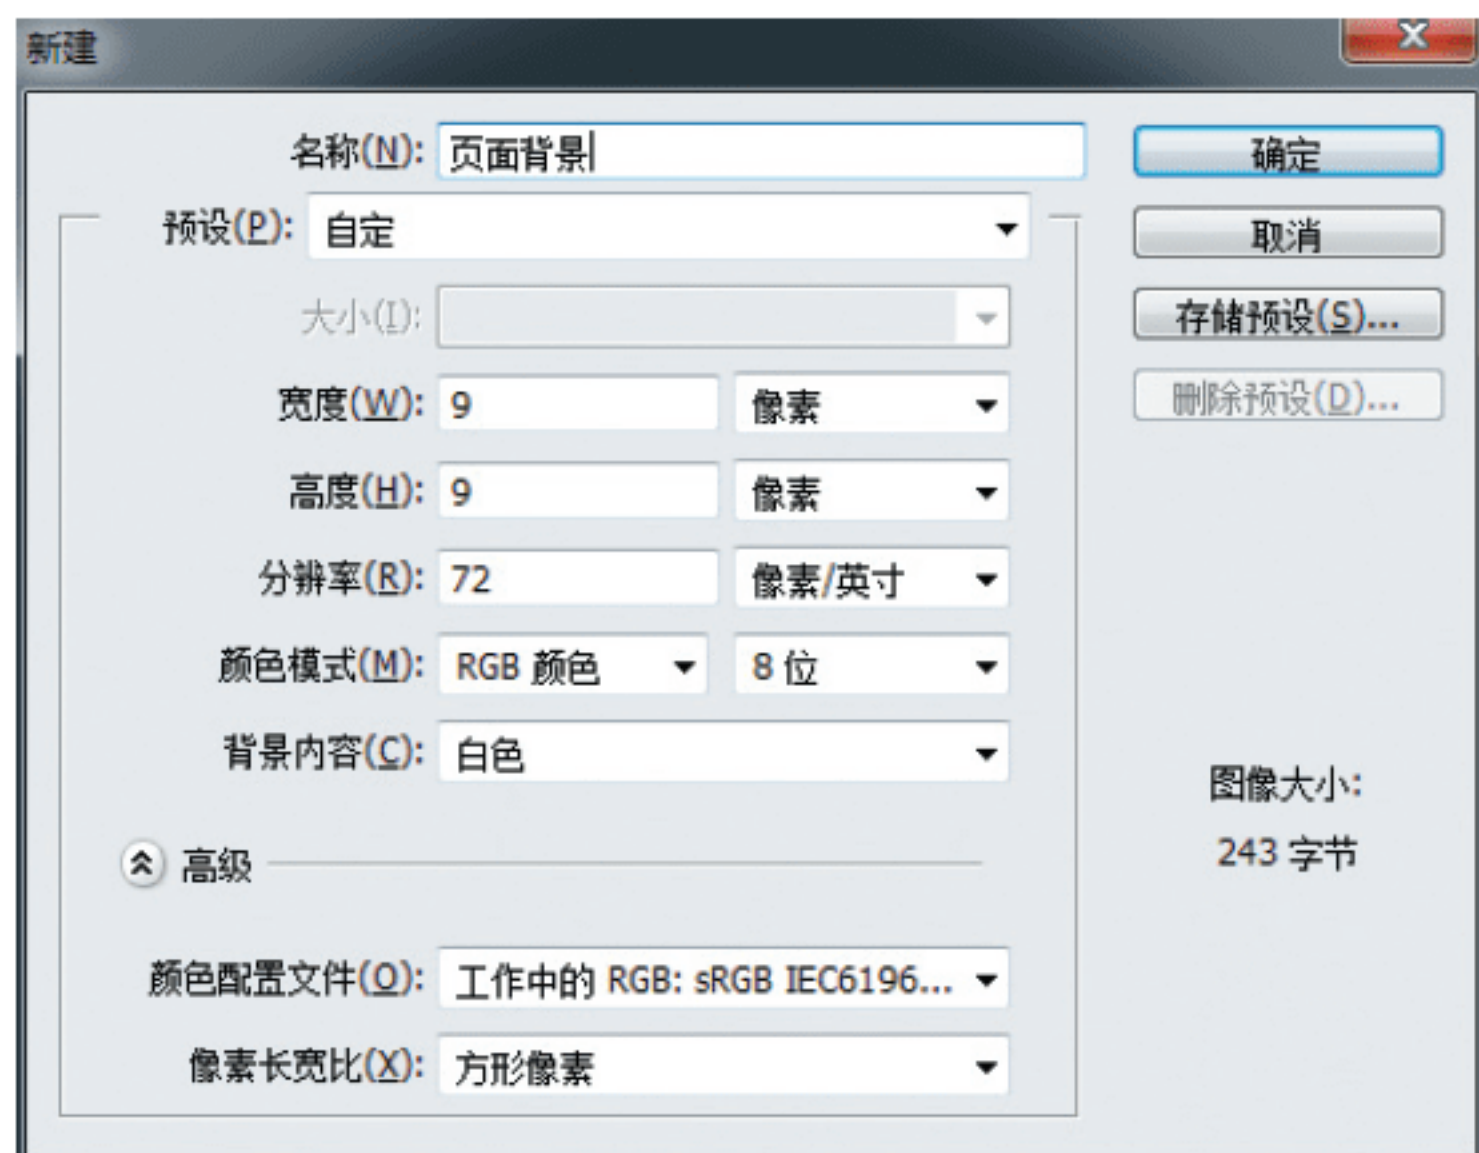 新建
名称(N): 页面背景
确定
预设(P): 自定
取消
大小(I):
存储预设(S)...
宽度(W): 9 像素
删除预设(D)...
高度(H): 9 像素
分辨率(R): 72 像素/英寸
颜色模式(M): RGB 颜色 8 位
背景内容(C): 白色
图像大小:
243 字节
高级
颜色配置文件(O): 工作中的 RGB: sRGB IEC6196...
像素长宽比(X): 方形像素